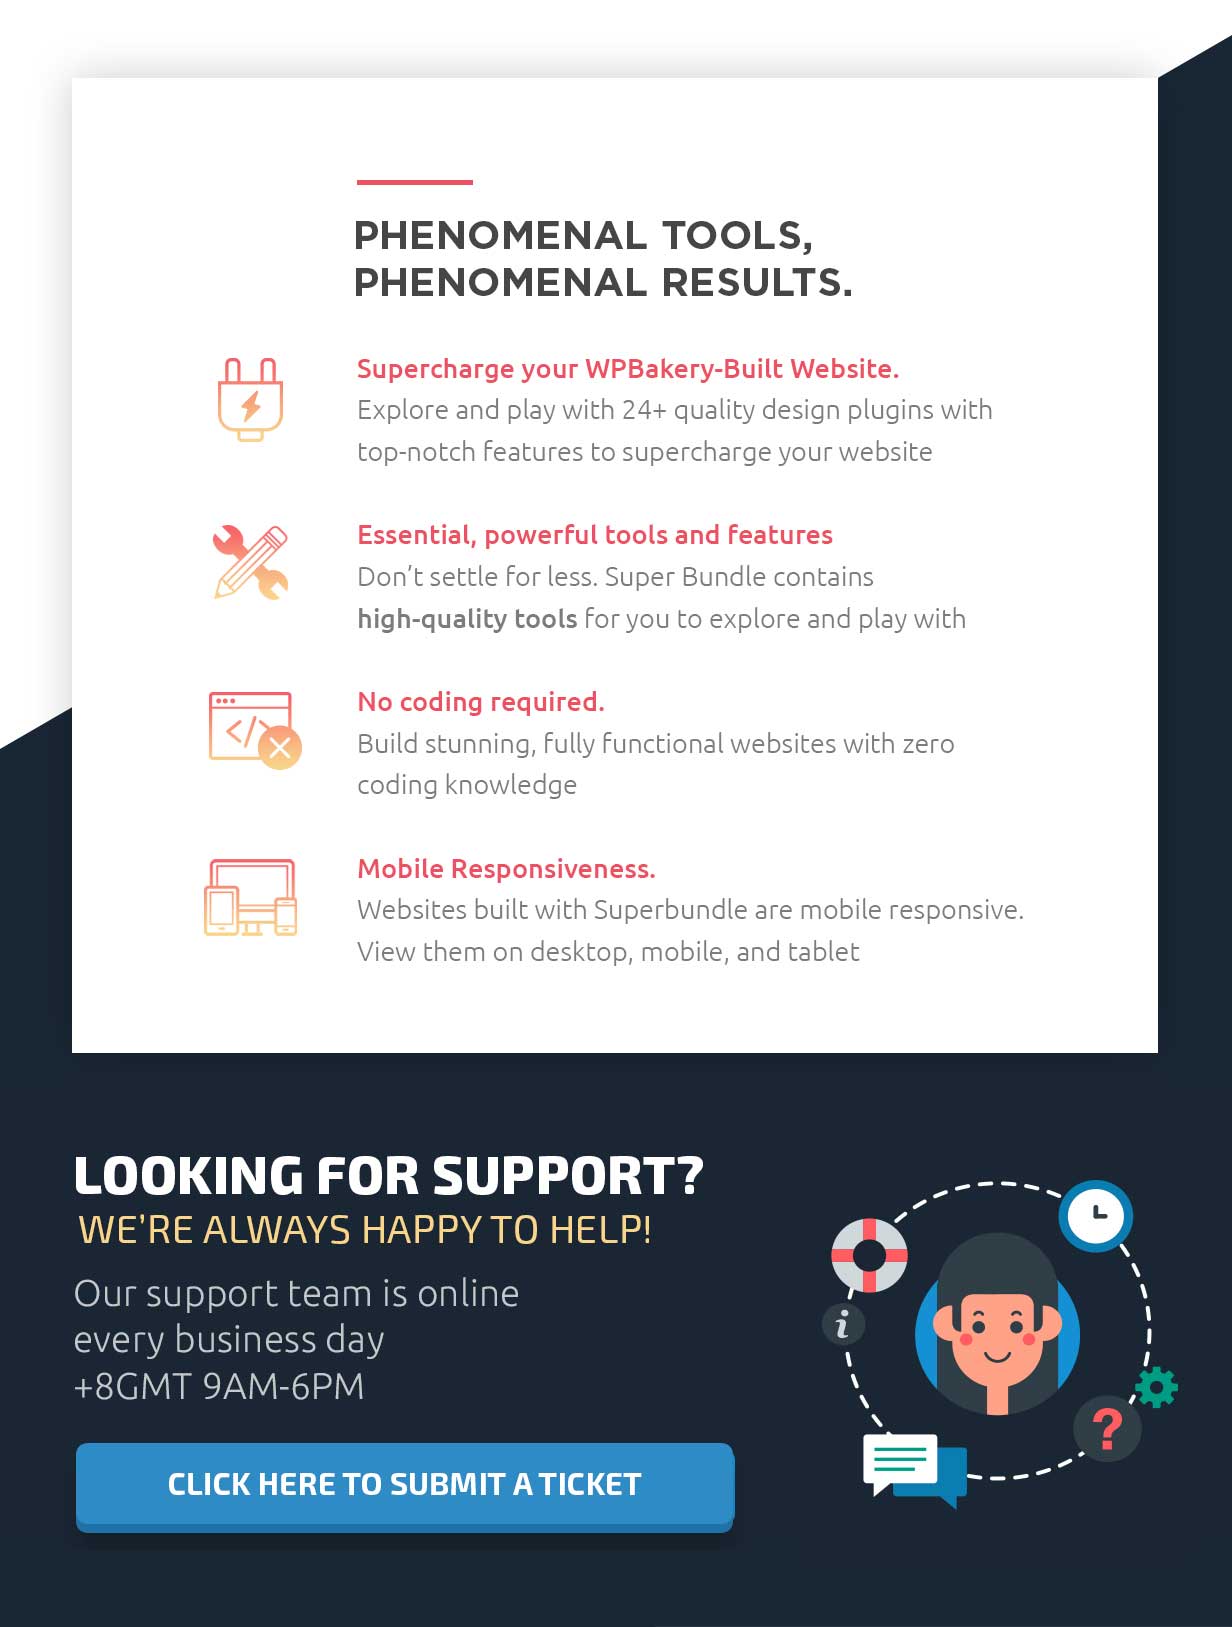 PHENOMENAL TOOLS,
PHENOMENAL RESULTS.
Supercharge your WPBakery-Built Website.
Explore and play with 24+ quality design plugins with
top-notch features to supercharge your website
Essential, powerful tools and features
Don’t settle for less. Super Bundle contains
high-quality tools for you to explore and play with
No coding required.
Build stunning, fully functional websites with zero
coding knowledge
Mobile Responsiveness.
Websites built with Superbundle are mobile responsive.
View them on desktop, mobile, and tablet
LOOKING FOR SUPPORT?
WE’RE ALWAYS HAPPY TO HELP!
Our support team is online
every business day
+8GMT 9AM-6PM
CLICK HERE TO SUBMIT A TICKET